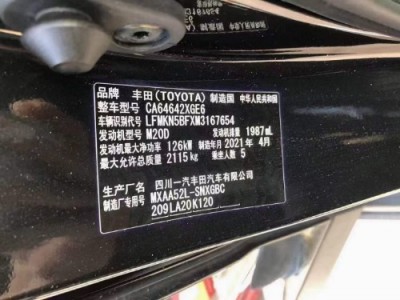 品牌 丰田(TOYOTA) 制造国 中华人民共和国
整车型号 CA64642XGE6
车辆识别代号 LFMKN5BFXM3167654
发动机型号 M20D 发动机排量 1987mL
发动机最大净功率 126kW 制造年月 2021年 4月
最大允许总质量 2115kg 乘坐人数 5
生产厂名 四川一汽丰田汽车有限公司
制造厂专用号 MXAA52L-SNXGBC
209LA20K120